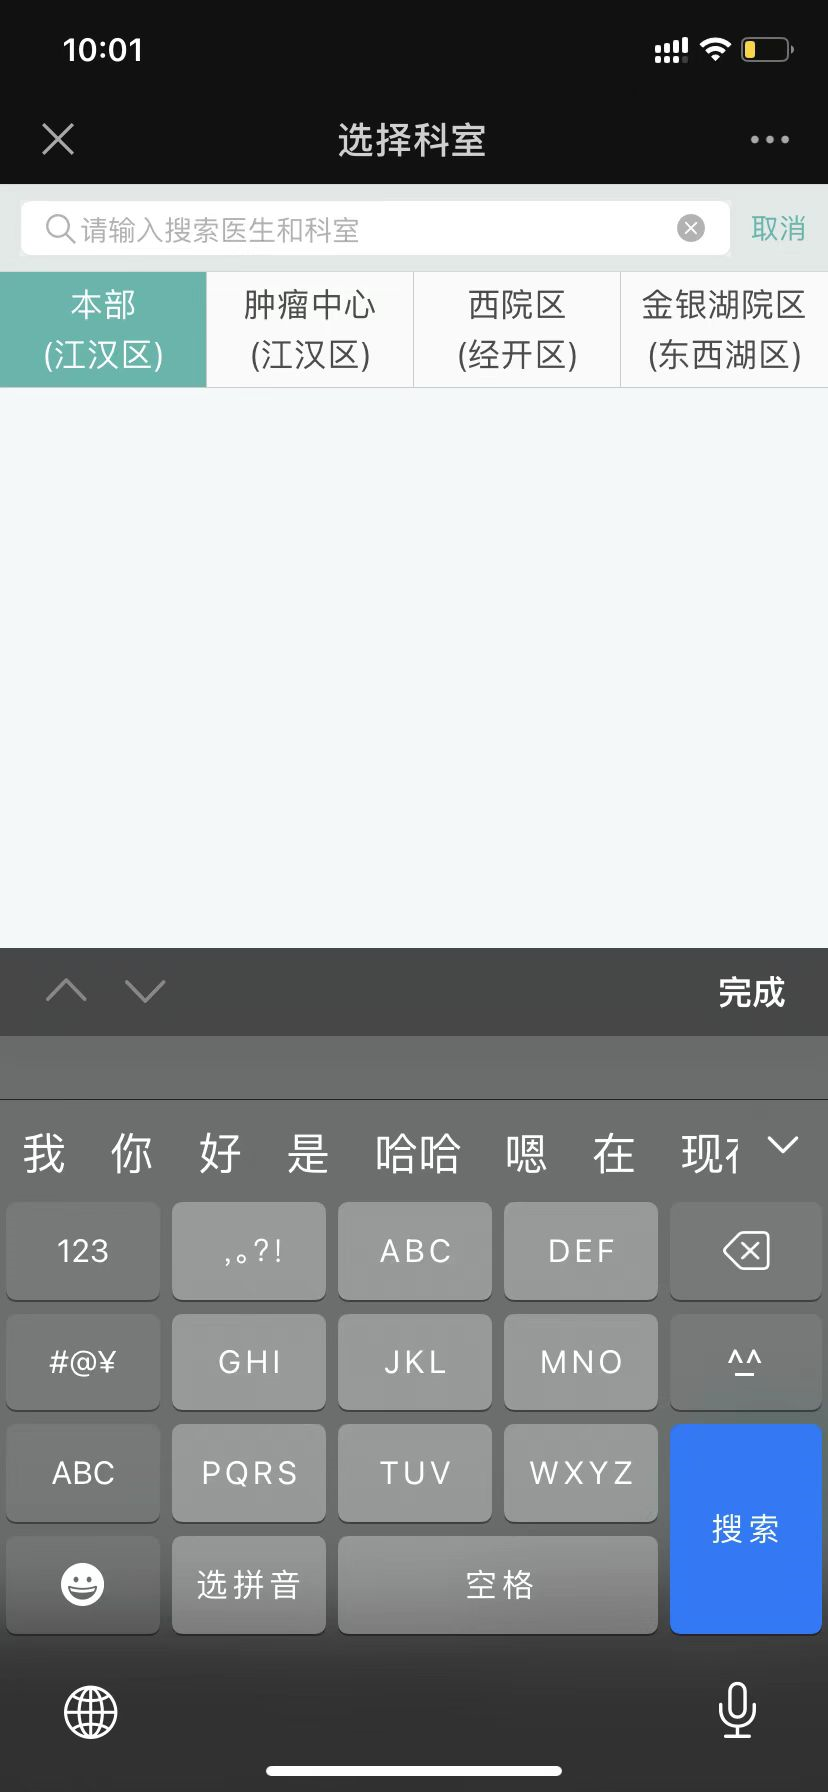 10:01
选择科室
请输入搜索医生和科室
取消
本部
(江汉区)
肿瘤中心
(江汉区)
西院区
(经开区)
金银湖院区
(东西湖区)
完成
我 你 好 是 哈哈 嗯 在 现在
123 ,。?! ABC DEF
#@¥ GHI JKL MNO ^^
ABC PQRS TUV WXYZ
搜索
选拼音 空格